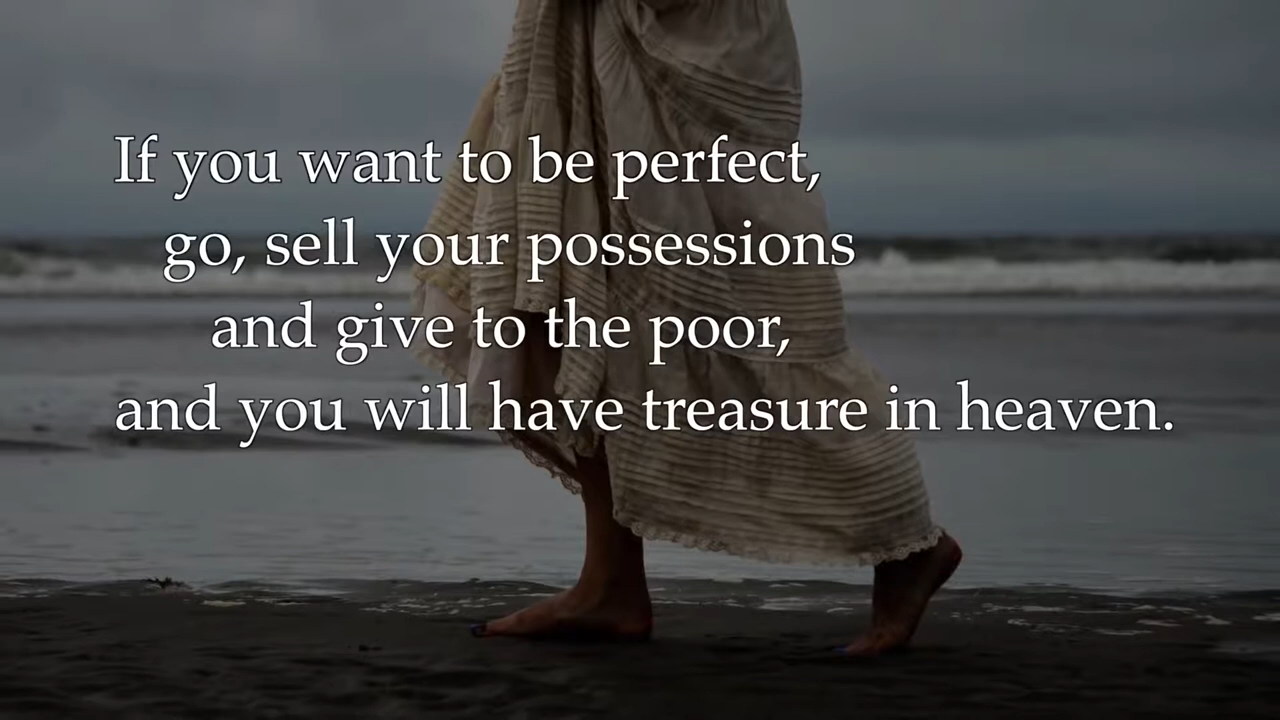 If you want to be perfect,
go, sell your possessions
and give to the poor,
and you will have treasure in heaven.